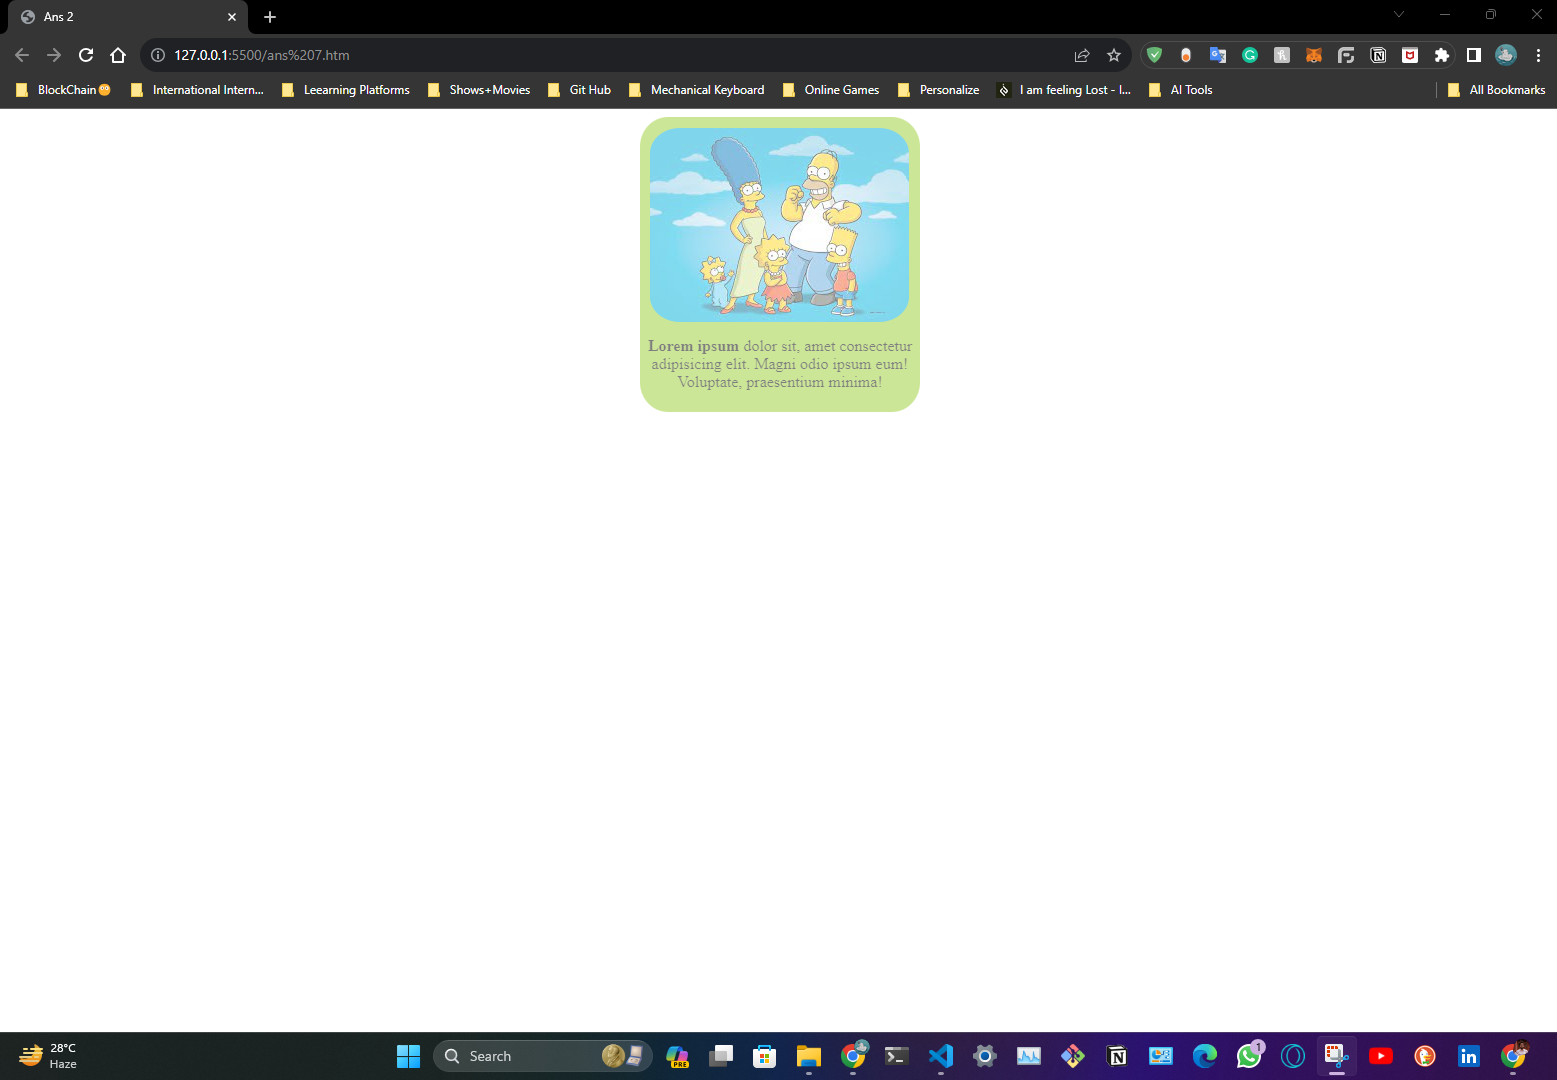 Ans 2
127.0.0.1:5500/ans%207.htm
BlockChain
International Intern...
Leearning Platforms
Shows+Movies
Git Hub
Mechanical Keyboard
Online Games
Personalize
I am feeling Lost - I...
AI Tools
All Bookmarks
Lorem ipsum dolor sit, amet consectetur
adipisicing elit. Magni odio ipsum eum!
Voluptate, praesentium minima!
28°C
Haze
Search
PRE
1